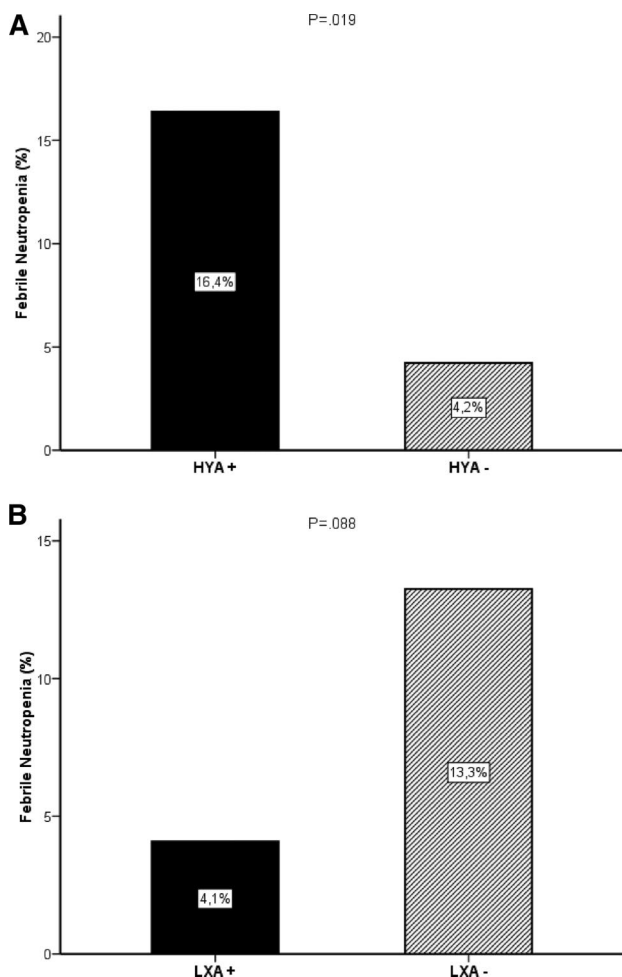 A
P=.019
Febrile Neutropenia (%)
20
15
10
5
0
16,4%
4,2%
HYA +
HYA -
B
P=.088
Febrile Neutropenia (%)
15
10
5
0
4,1%
13,3%
LXA +
LXA -